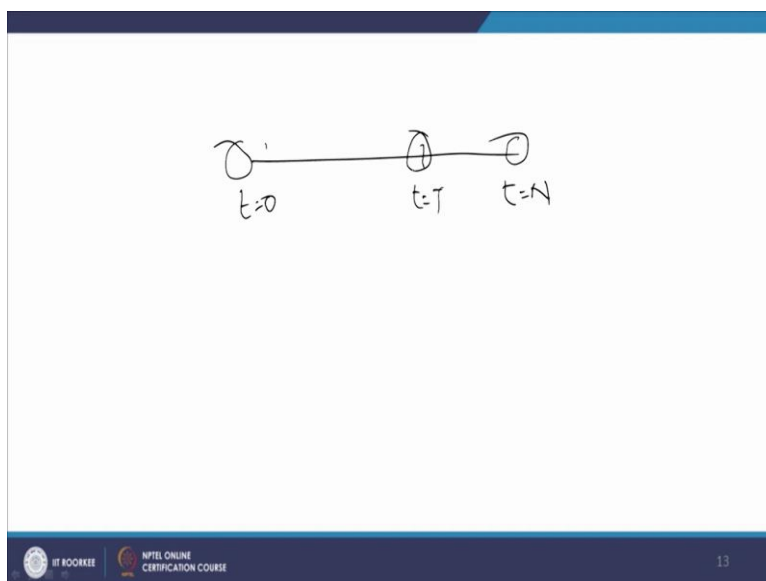 t=0 t=T t=N
IIT ROORKEE NPTEL ONLINE
CERTIFICATION COURSE
13